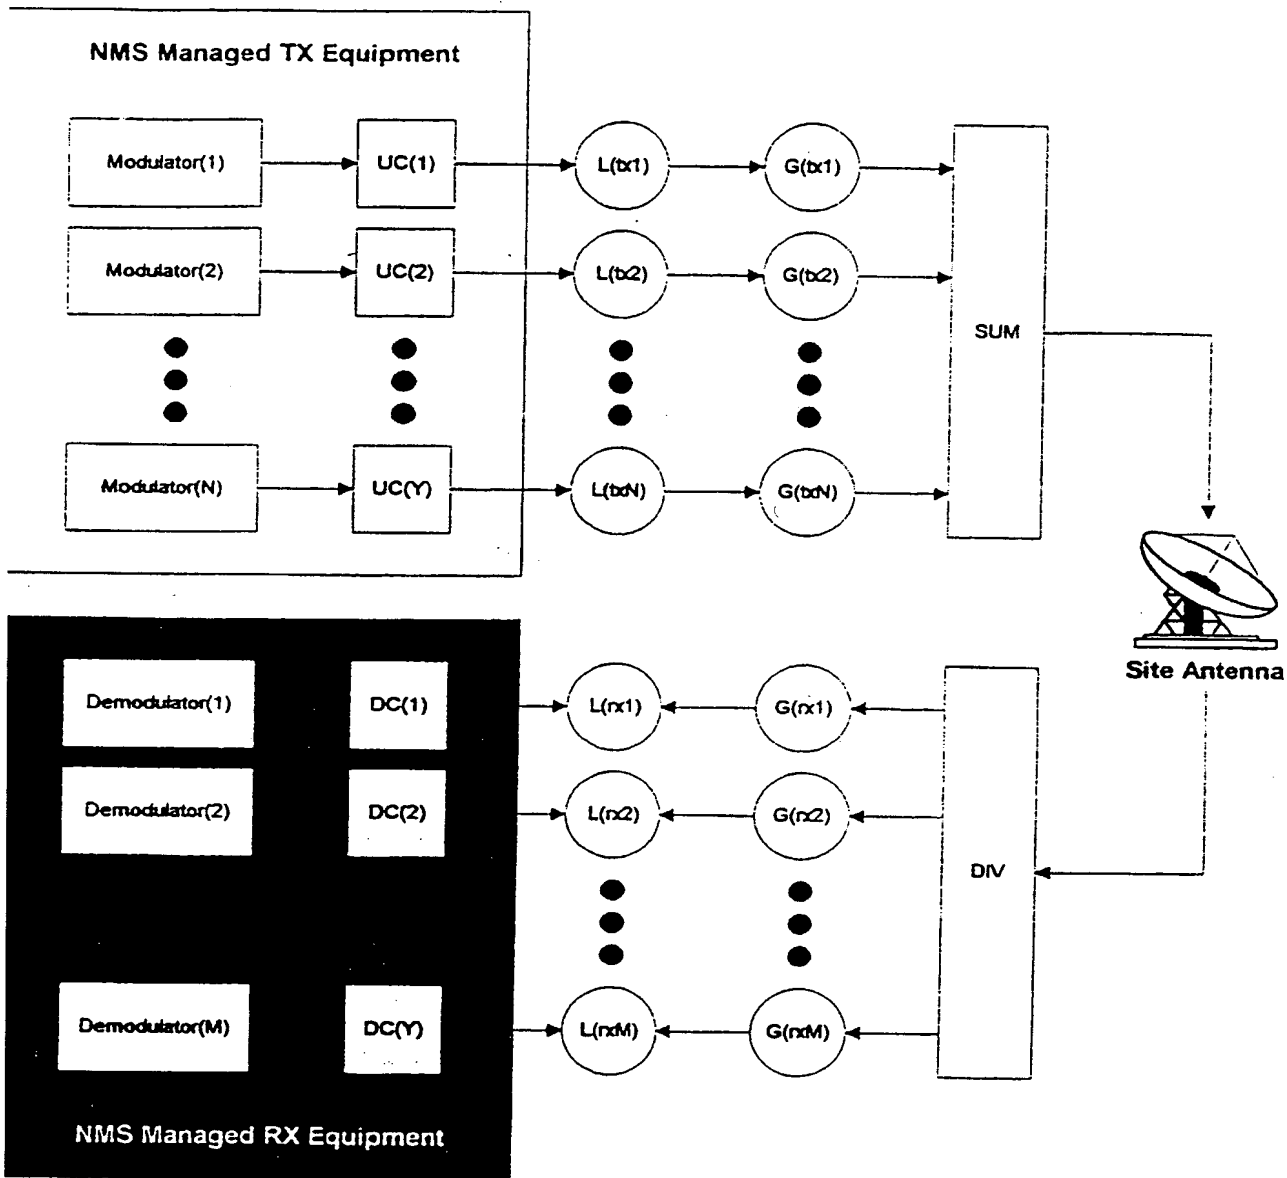 NMS Managed TX Equipment
Modulator(1) UC(1) L(tx1) G(tx1)
Modulator(2) UC(2) L(tx2) G(tx2)
SUM
Modulator(N) UC(Y) L(txN) G(txN)
Site Antenna
Demodulator(1) DC(1) L(rx1) G(rx1)
Demodulator(2) DC(2) L(rx2) G(rx2)
DIV
Demodulator(M) DC(Y) L(rxM) G(rxM)
NMS Managed RX Equipment